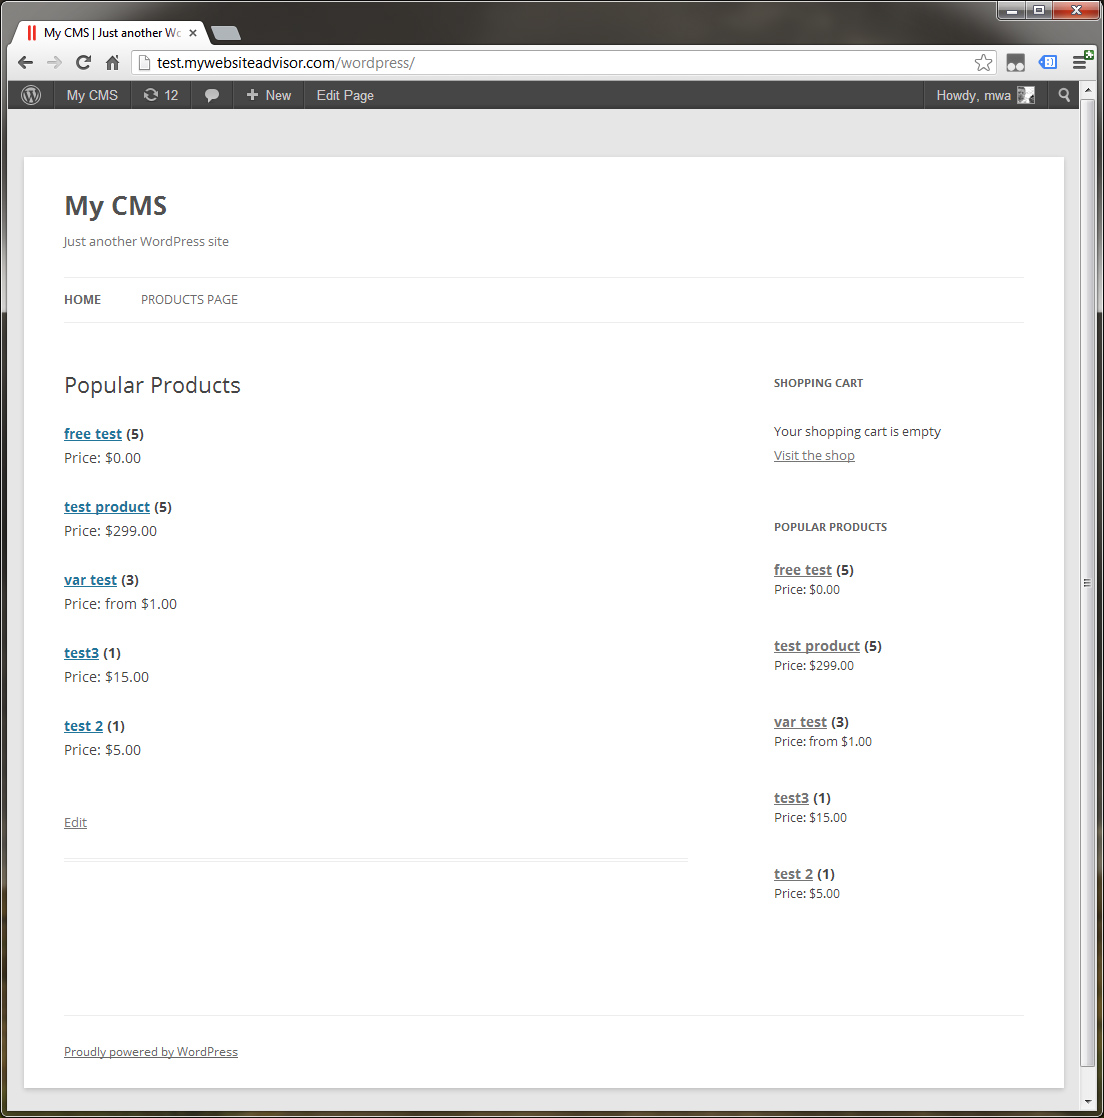 My CMS | Just another Wo
test.mywebsiteadvisor.com/wordpress/
My CMS 12 New Edit Page Howdy, mwa
My CMS
Just another WordPress site
HOME PRODUCTS PAGE
Popular Products
free test (5)
Price: $0.00
test product (5)
Price: $299.00
var test (3)
Price: from $1.00
test3 (1)
Price: $15.00
test 2 (1)
Price: $5.00
Edit
SHOPPING CART
Your shopping cart is empty
Visit the shop
POPULAR PRODUCTS
free test (5)
Price: $0.00
test product (5)
Price: $299.00
var test (3)
Price: from $1.00
test3 (1)
Price: $15.00
test 2 (1)
Price: $5.00
Proudly powered by WordPress